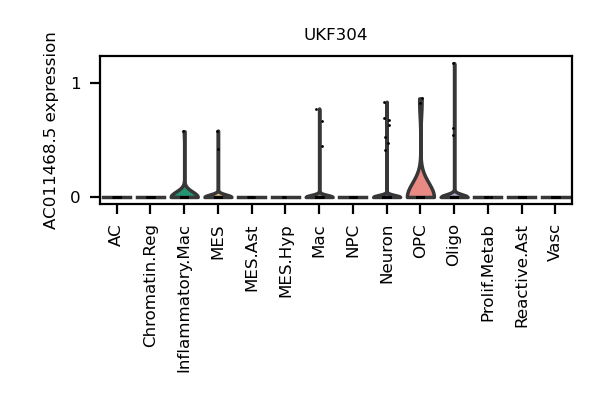 UKF304
AC011468.5 expression
1
0
AC
Chromatin.Reg
Inflammatory.Mac
MES
MES.Ast
MES.Hyp
Mac
NPC
Neuron
OPC
Oligo
Prolif.Metab
Reactive.Ast
Vasc